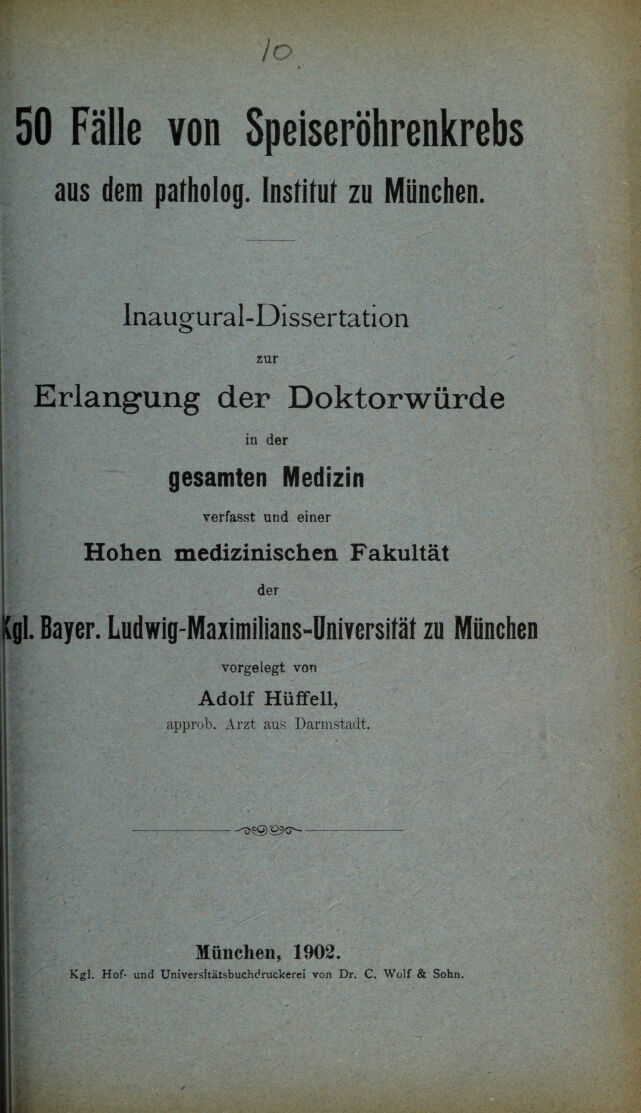 10
50 Fälle von Speiseröhrenkrebs
aus dem patholog. Institut zu München.
Inaugural-Dissertation
zur
Erlangung der Doktorwürde
in der
gesamten Medizin
verfasst und einer
Hohen medizinischen Fakultät
der
Kgl. Bayer. Ludwig-Maximilians-Universität zu München
vorgelegt von
Adolf Hüffell,
approb. Arzt aus Darmstadt.
München, 1902.
Kgl. Hof- und Universitätsbuchdruckerei von Dr. C. Wolf & Sohn.